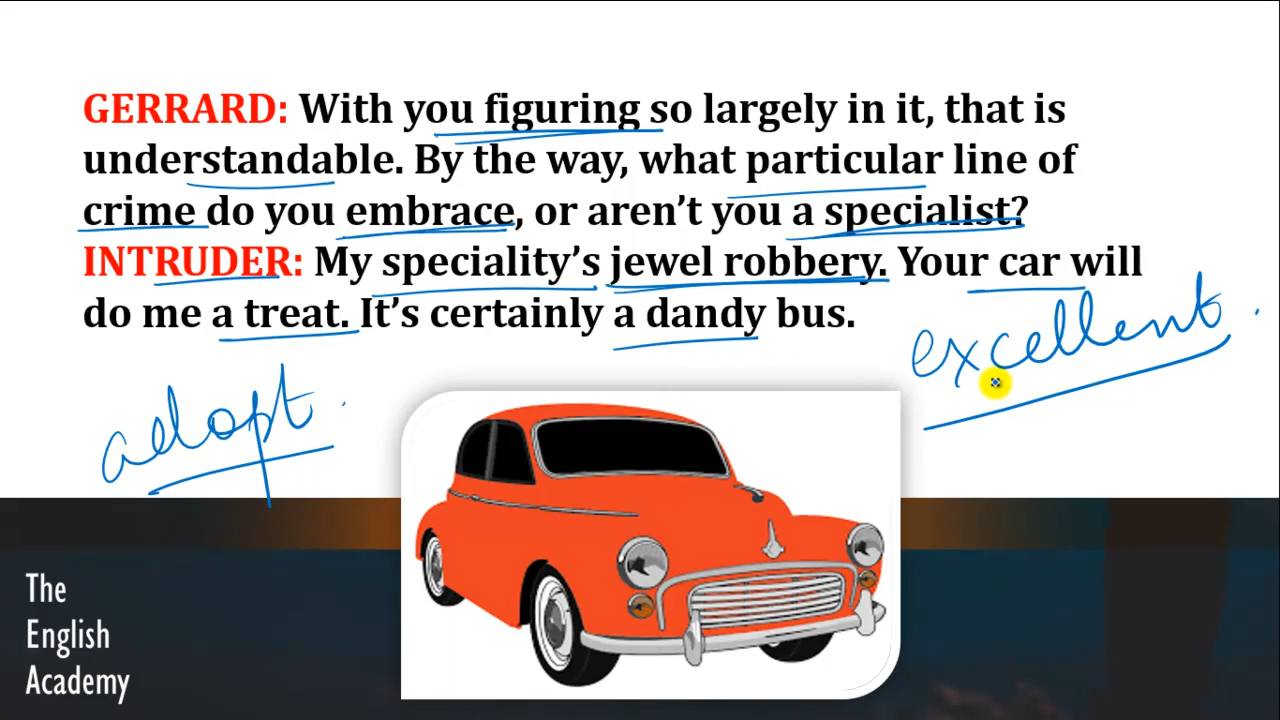 GERRARD: With you figuring so largely in it, that is
understandable. By the way, what particular line of
crime do you embrace, or aren’t you a specialist?
INTRUDER: My speciality’s jewel robbery. Your car will
do me a treat. It’s certainly a dandy bus.
excellent.
adopt.
The
English
Academy